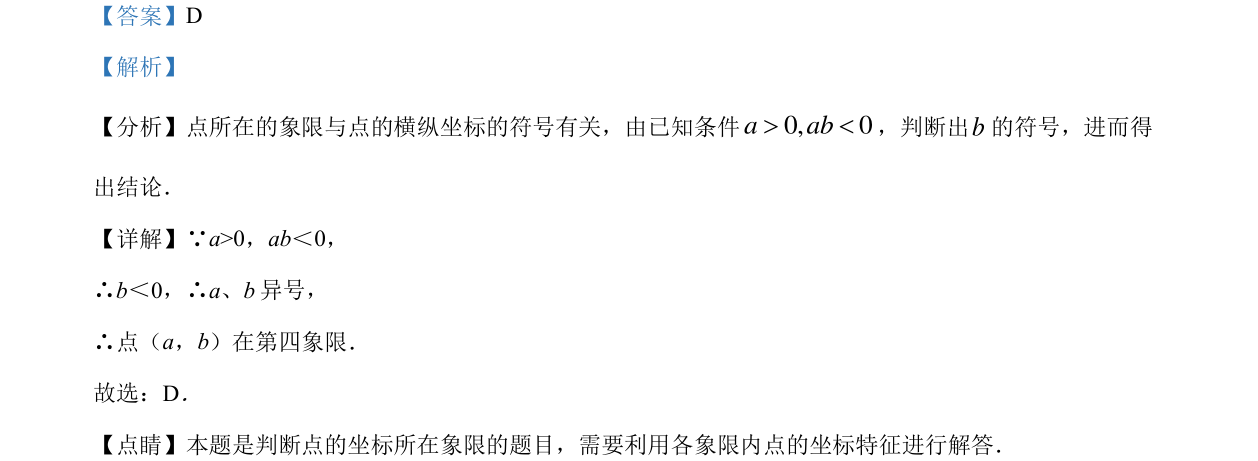 【答案】D
【解析】
【分析】点所在的象限与点的横纵坐标的符号有关，由已知条件a > 0, ab < 0，判断出b 的符号，进而得
出结论．
【详解】∵a>0，ab＜0，
∴b＜0，∴a、b 异号，
∴点（a，b）在第四象限．
故选：D．
【点睛】本题是判断点的坐标所在象限的题目，需要利用各象限内点的坐标特征进行解答．